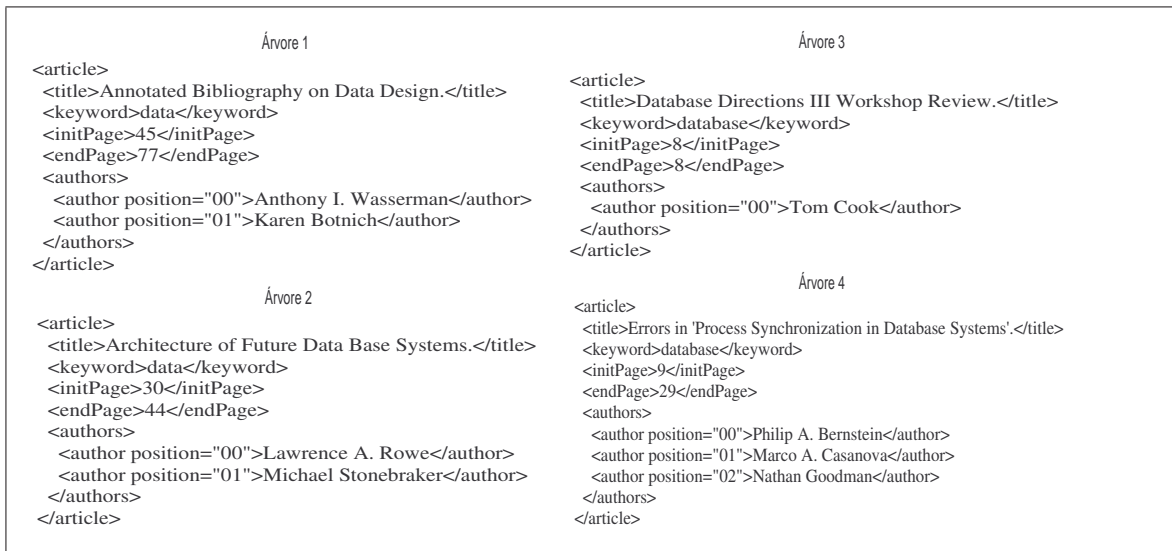 Árvore 1
<article>
<title>Annotated Bibliography on Data Design.</title>
<keyword>data</keyword>
<initPage>45</initPage>
<endPage>77</endPage>
<authors>
<author position="00">Anthony I. Wasserman</author>
<author position="01">Karen Botnich</author>
</authors>
</article>
Árvore 2
<article>
<title>Architecture of Future Data Base Systems.</title>
<keyword>data</keyword>
<initPage>30</initPage>
<endPage>44</endPage>
<authors>
<author position="00">Lawrence A. Rowe</author>
<author position="01">Michael Stonebraker</author>
</authors>
</article>
Árvore 3
<article>
<title>Database Directions III Workshop Review.</title>
<keyword>database</keyword>
<initPage>8</initPage>
<endPage>8</endPage>
<authors>
<author position="00">Tom Cook</author>
</authors>
</article>
Árvore 4
<article>
<title>Errors in 'Process Synchronization in Database Systems'.</title>
<keyword>database</keyword>
<initPage>9</initPage>
<endPage>29</endPage>
<authors>
<author position="00">Philip A. Bernstein</author>
<author position="01">Marco A. Casanova</author>
<author position="02">Nathan Goodman</author>
</authors>
</article>